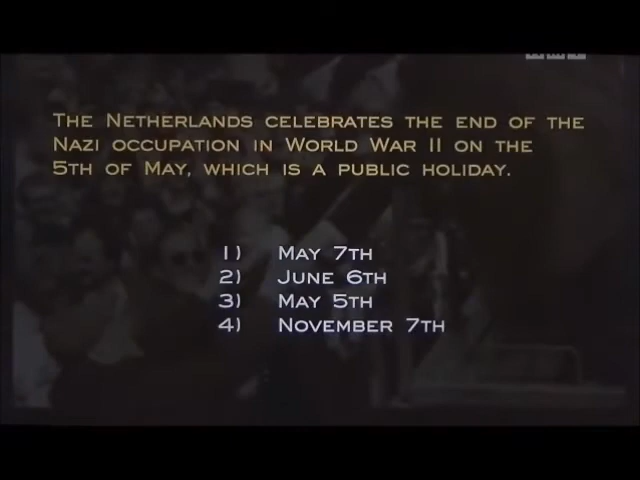 The Netherlands celebrates the end of the
Nazi occupation in World War II on the
5th of May, which is a public holiday.
1) May 7th
2) June 6th
3) May 5th
4) November 7th